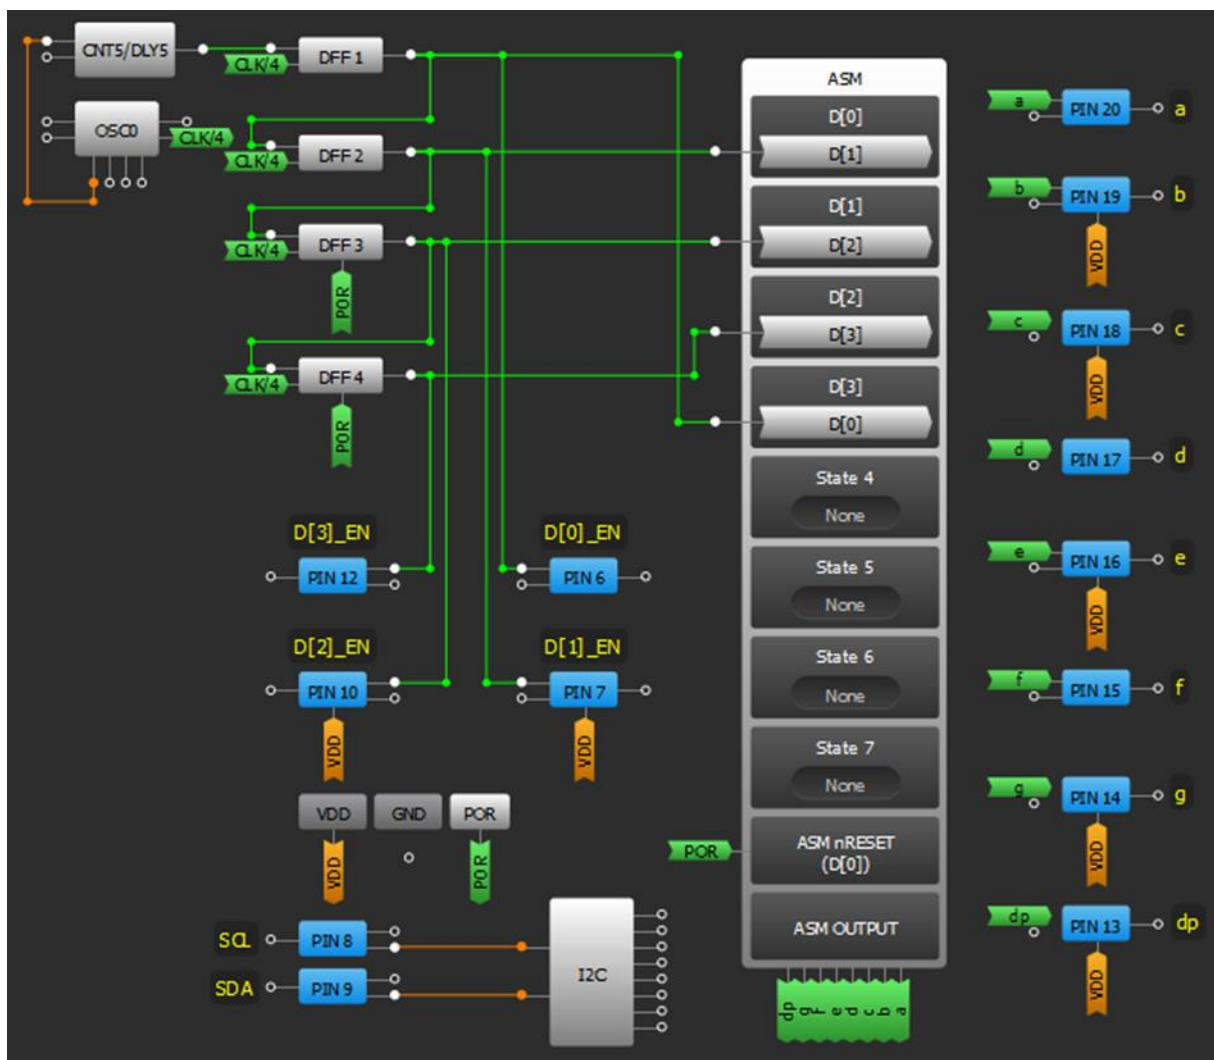 CNT5/DLY5
OSC0
CLK/4
CLK/4
DFF 1
CLK/4
DFF 2
CLK/4
DFF 3
POR
CLK/4
DFF 4
POR
D[3]_EN
PIN 12
D[0]_EN
PIN 6
D[2]_EN
PIN 10
VDD
D[1]_EN
PIN 7
VDD
VDD
GND
POR
VDD
POR
SCL
PIN 8
SDA
PIN 9
I2C
ASM
D[0]
D[1]
D[1]
D[2]
D[2]
D[3]
D[3]
D[0]
State 4
None
State 5
None
State 6
None
State 7
None
POR
ASM nRESET
(D[0])
ASM OUTPUT
dp g f e d c b a
a PIN 20 a
b PIN 19 b
VDD
c PIN 18 c
VDD
d PIN 17 d
e PIN 16 e
VDD
f PIN 15 f
g PIN 14 g
VDD
dp PIN 13 dp
VDD